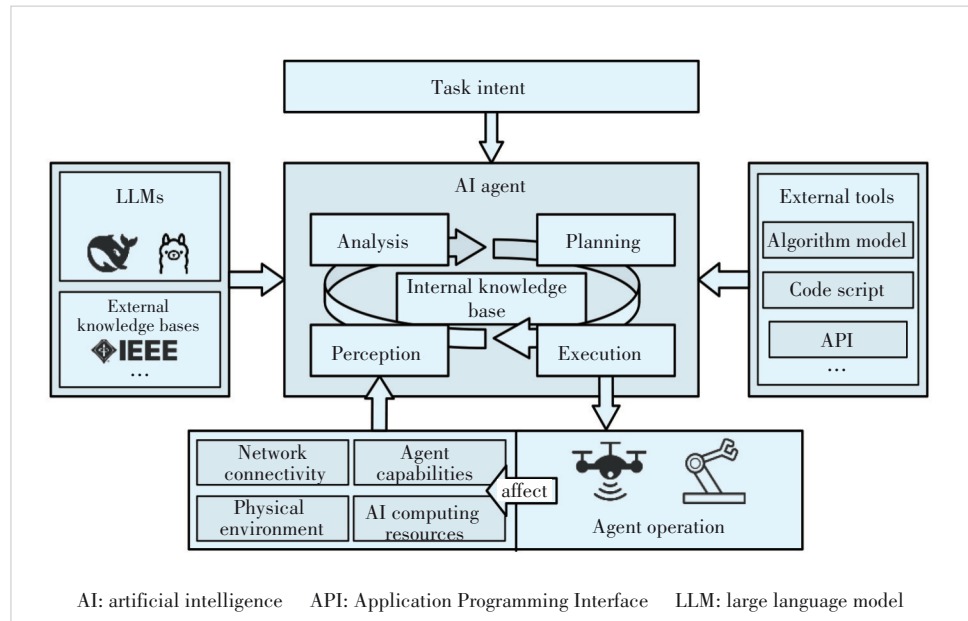 Task intent
LLMs
External
knowledge bases
IEEE
...
AI agent
Analysis
Planning
Internal knowledge
base
Perception
Execution
External tools
Algorithm model
Code script
API
...
Network
connectivity
Agent
capabilities
Physical
environment
AI computing
resources
affect
Agent operation
AI: artificial intelligence API: Application Programming Interface LLM: large language model